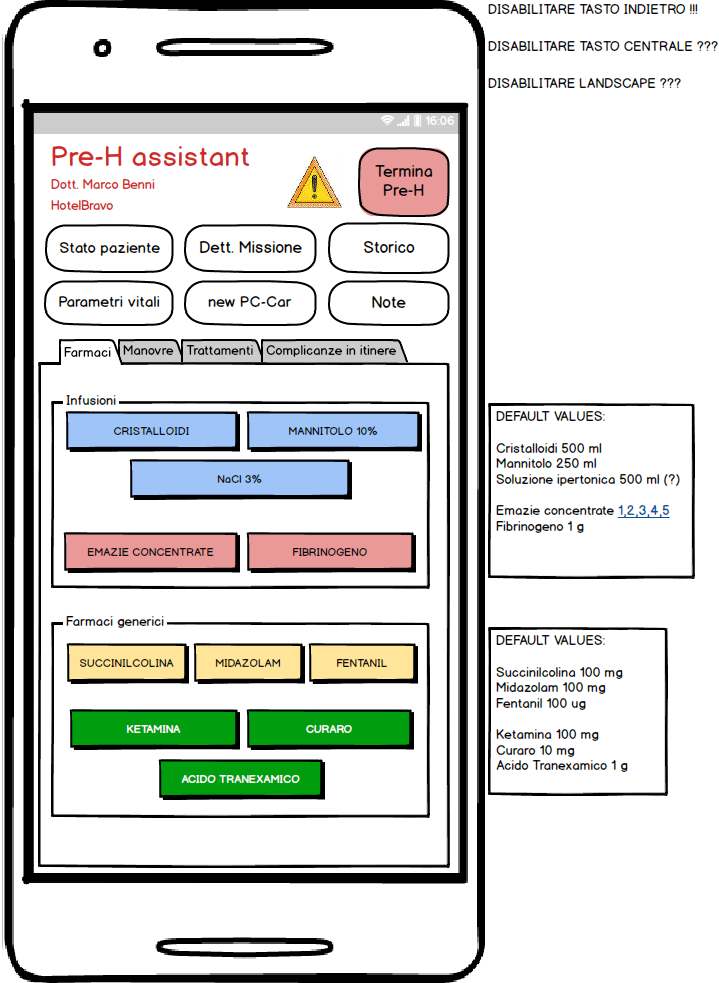 DISABILITARE TASTO INDIETRO !!!
DISABILITARE TASTO CENTRALE ???
DISABILITARE LANDSCAPE ???
16:06
Pre-H assistant
Dott. Marco Benni
HotelBravo
Termina
Pre-H
Stato paziente
Dett. Missione
Storico
Parametri vitali
new PC-Car
Note
Farmaci
Manovre
Trattamenti
Complicanze in itinere
Infusioni
CRISTALLOIDI
MANNITOLO 10%
NaCl 3%
EMAZIE CONCENTRATE
FIBRINOGENO
DEFAULT VALUES:
Cristalloidi 500 ml
Mannitolo 250 ml
Soluzione ipertonica 500 ml (?)
Emazie concentrate 1,2,3,4,5
Fibrinogeno 1 g
Farmaci generici
SUCCINILCOLINA
MIDAZOLAM
FENTANIL
KETAMINA
CURARO
ACIDO TRANEXAMICO
DEFAULT VALUES:
Succinilcolina 100 mg
Midazolam 100 mg
Fentanil 100 ug
Ketamina 100 mg
Curaro 10 mg
Acido Tranexamico 1 g